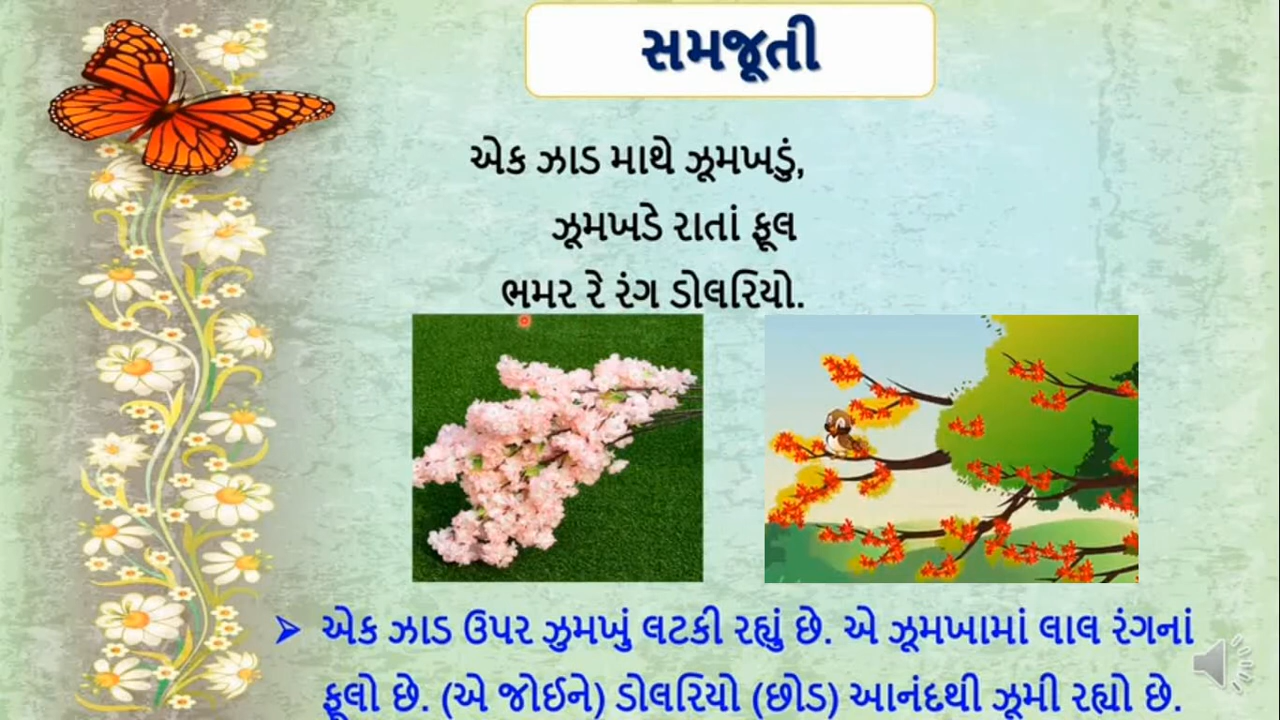 સમજૂતી
એક ઝાડ માથે ઝૂમખડું,
ઝૂમખડે રાતાં ફૂલ
ભમર રે રંગ ડોલરિયો.
➢ એક ઝાડ ઉપર ઝુમખું લટકી રહ્યું છે. એ ઝૂમખામાં લાલ રંગનાં
ફૂલો છે. (એ જોઈને) ડોલરિયો (છોડ) આનંદથી ઝૂમી રહ્યો છે.